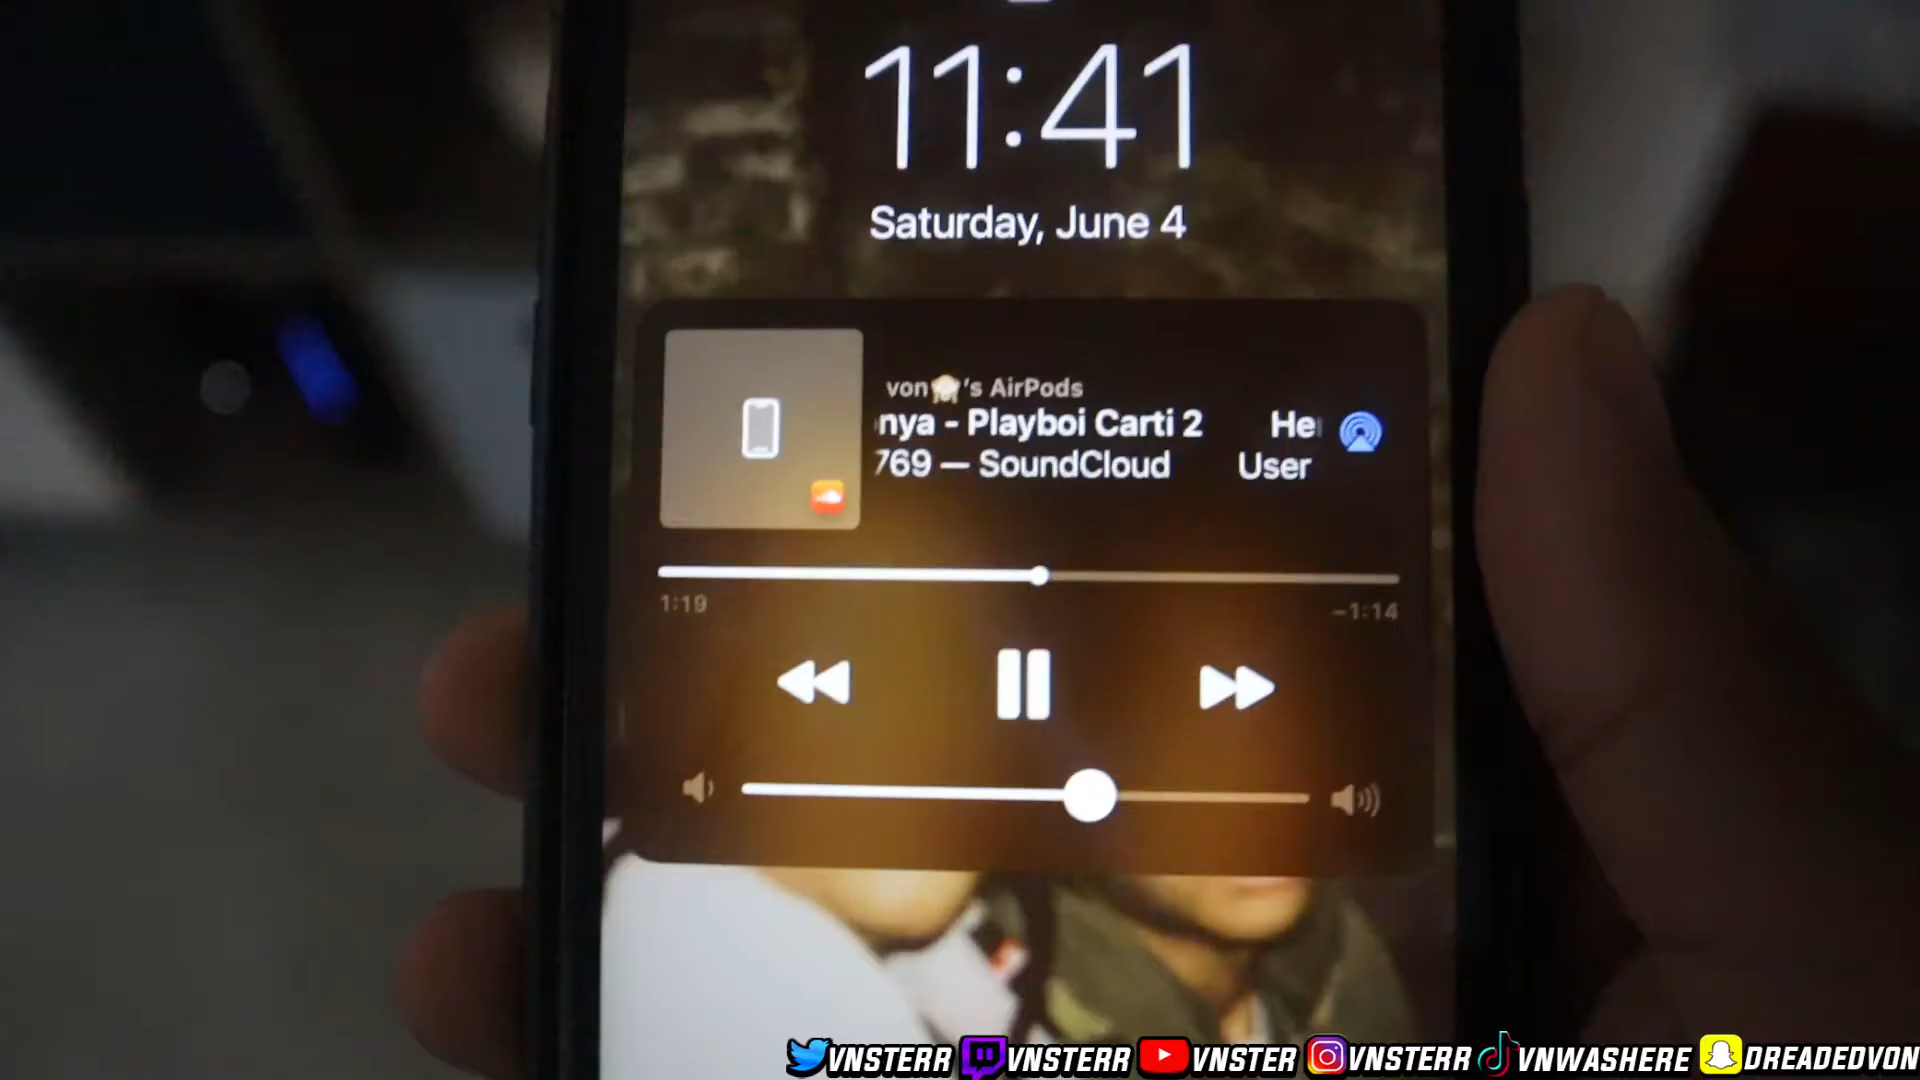 11:41
Saturday, June 4
von's AirPods
nya - Playboi Carti 2 He
769 — SoundCloud User
1:19 -1:14
VNSTERR VNSTERR VNSTER VNSTERR VNWASHERE DREADEDVON